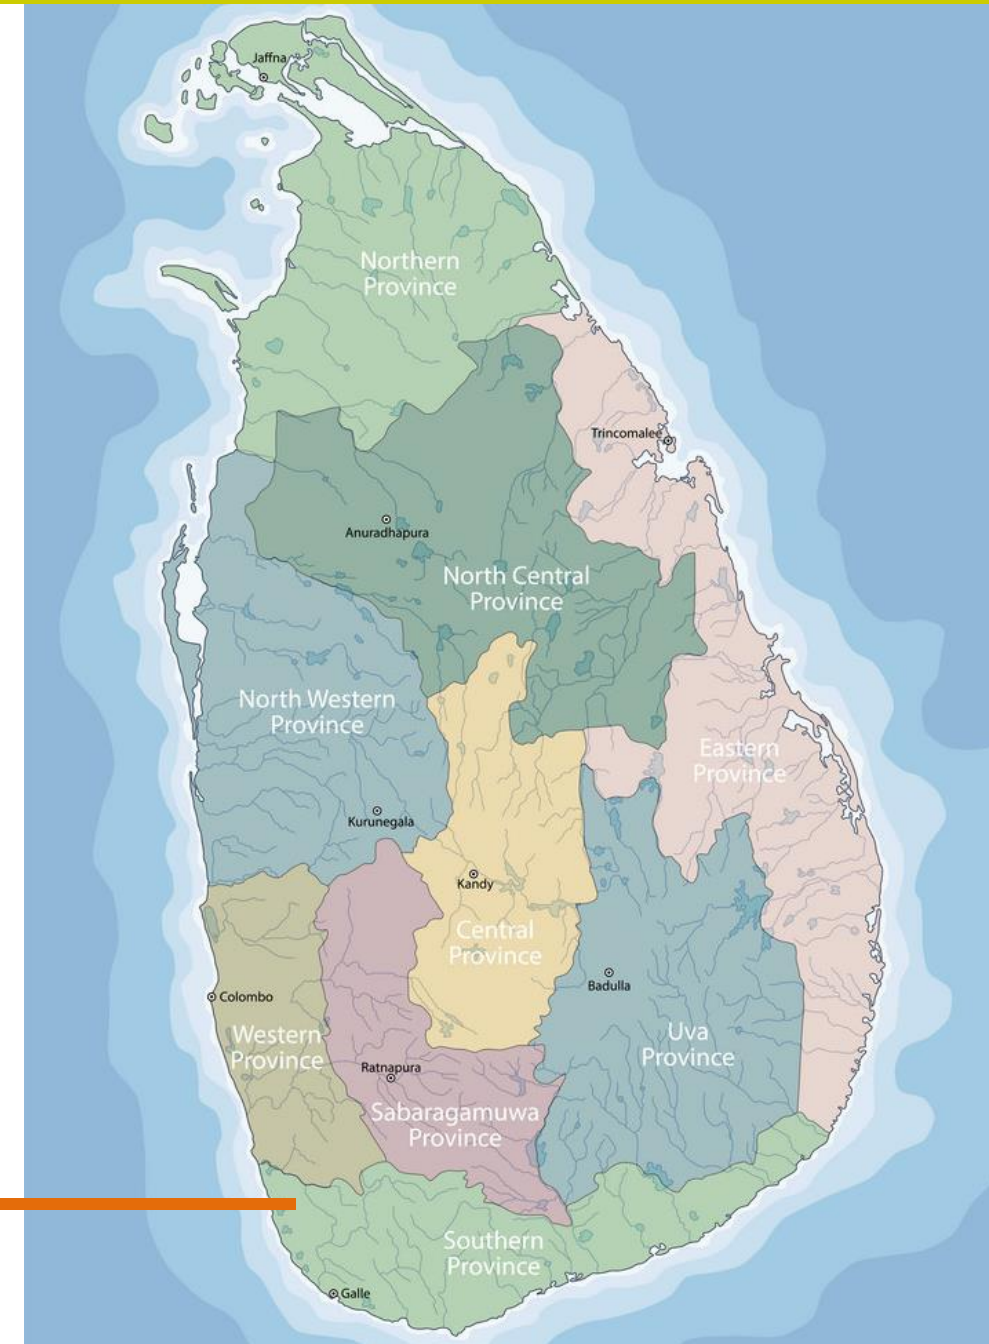 Jaffna
Northern
Province
Trincomalee
Anuradhapura
North Central
Province
North Western
Province
Eastern
Province
Kurunegala
Kandy
Central
Province
Badulla
Colombo
Western
Province
Uva
Province
Ratnapura
Sabaragamuwa
Province
Southern
Province
Galle